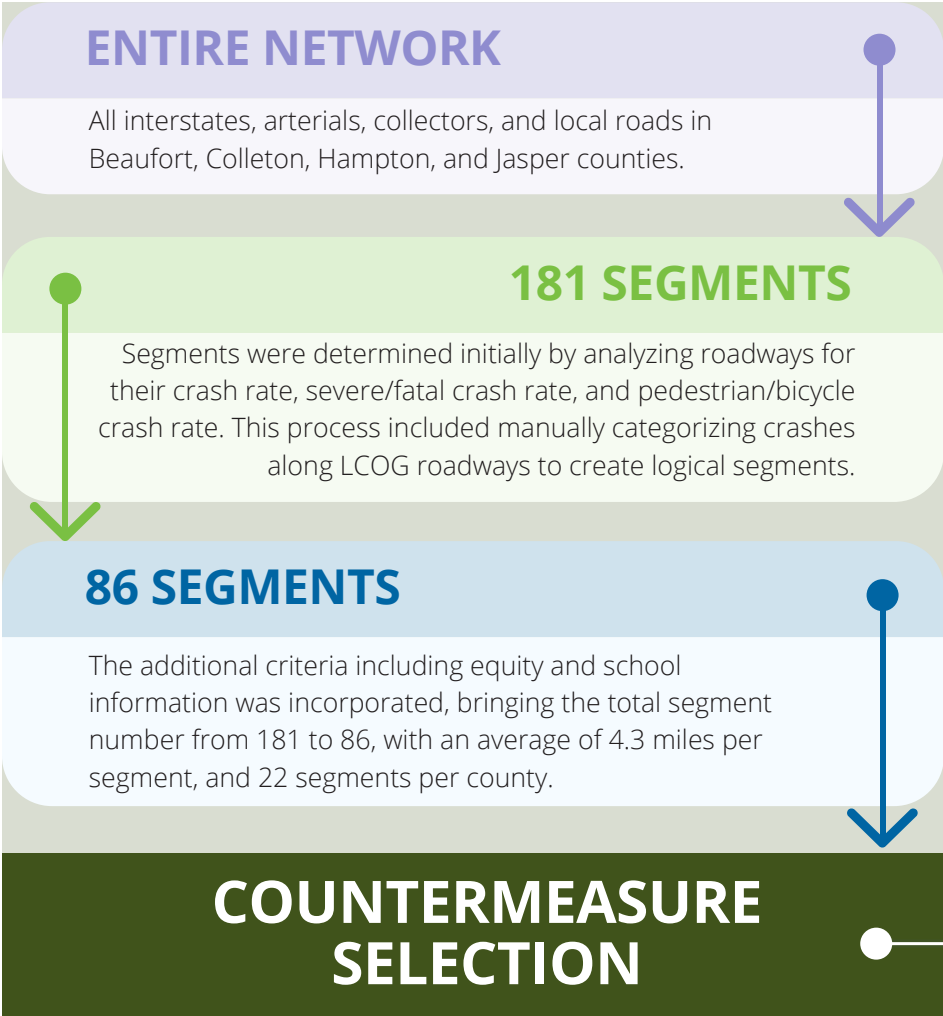 ENTIRE NETWORK
All interstates, arterials, collectors, and local roads in
Beaufort, Colleton, Hampton, and Jasper counties.
181 SEGMENTS
Segments were determined initially by analyzing roadways for
their crash rate, severe/fatal crash rate, and pedestrian/bicycle
crash rate. This process included manually categorizing crashes
along LCOG roadways to create logical segments.
86 SEGMENTS
The additional criteria including equity and school
information was incorporated, bringing the total segment
number from 181 to 86, with an average of 4.3 miles per
segment, and 22 segments per county.
COUNTERMEASURE
SELECTION